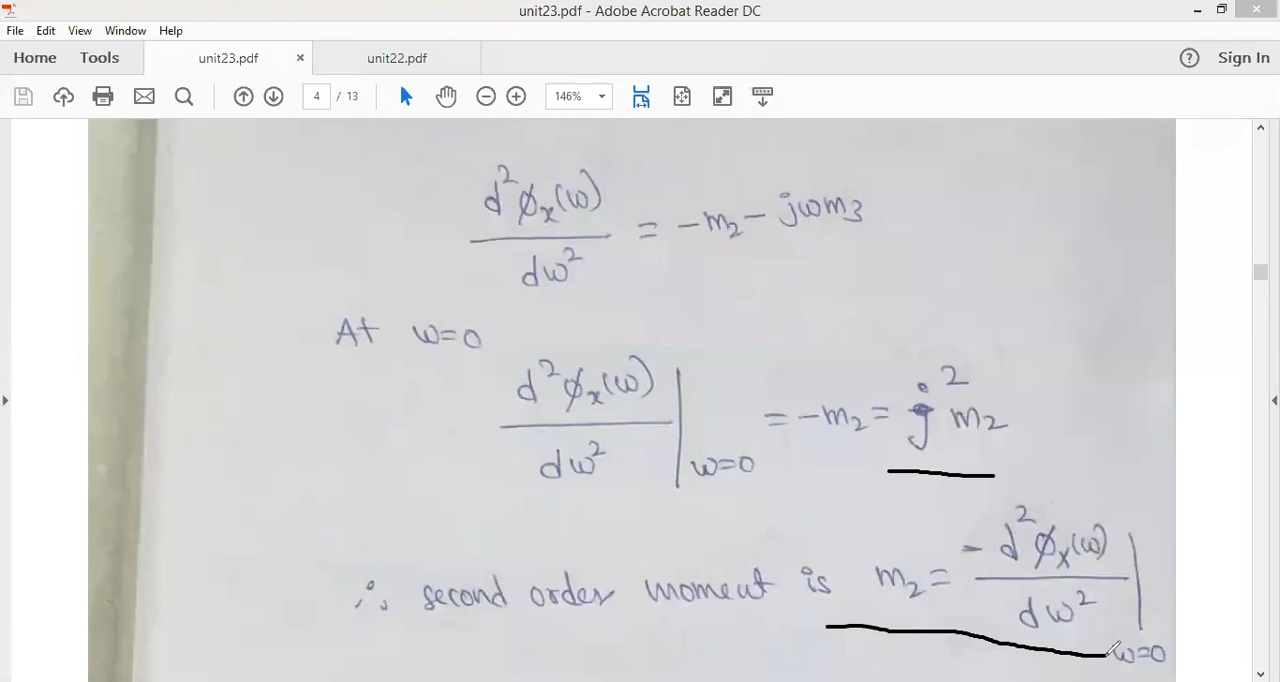 unit23.pdf - Adobe Acrobat Reader DC
File Edit View Window Help
Home Tools unit23.pdf × unit22.pdf Sign In
4 / 13 146%
d²ϕₓ(ω)/dω² = -m₂ - jωm₃
At ω=0
d²ϕₓ(ω)/dω² |ω=0 = -m₂ = j² m₂
∴ second order moment is m₂ = -d²ϕₓ(ω)/dω² |ω=0